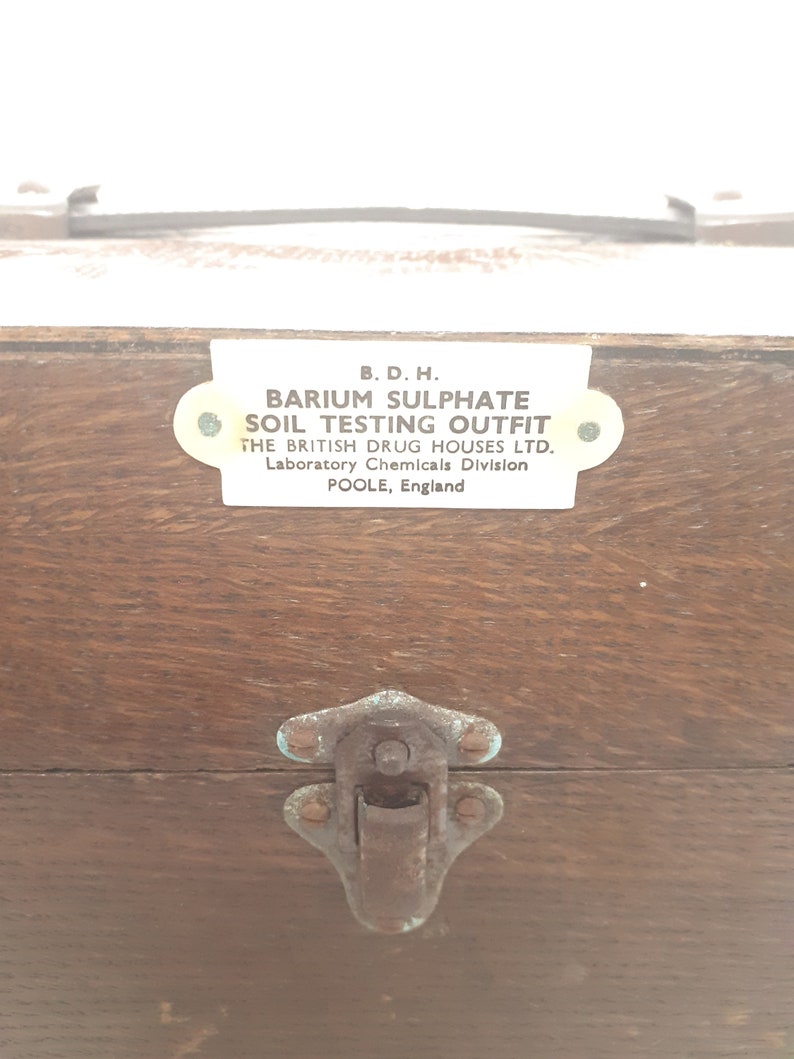 B. D. H.
BARIUM SULPHATE
SOIL TESTING OUTFIT
THE BRITISH DRUG HOUSES LTD.
Laboratory Chemicals Division
POOLE, England